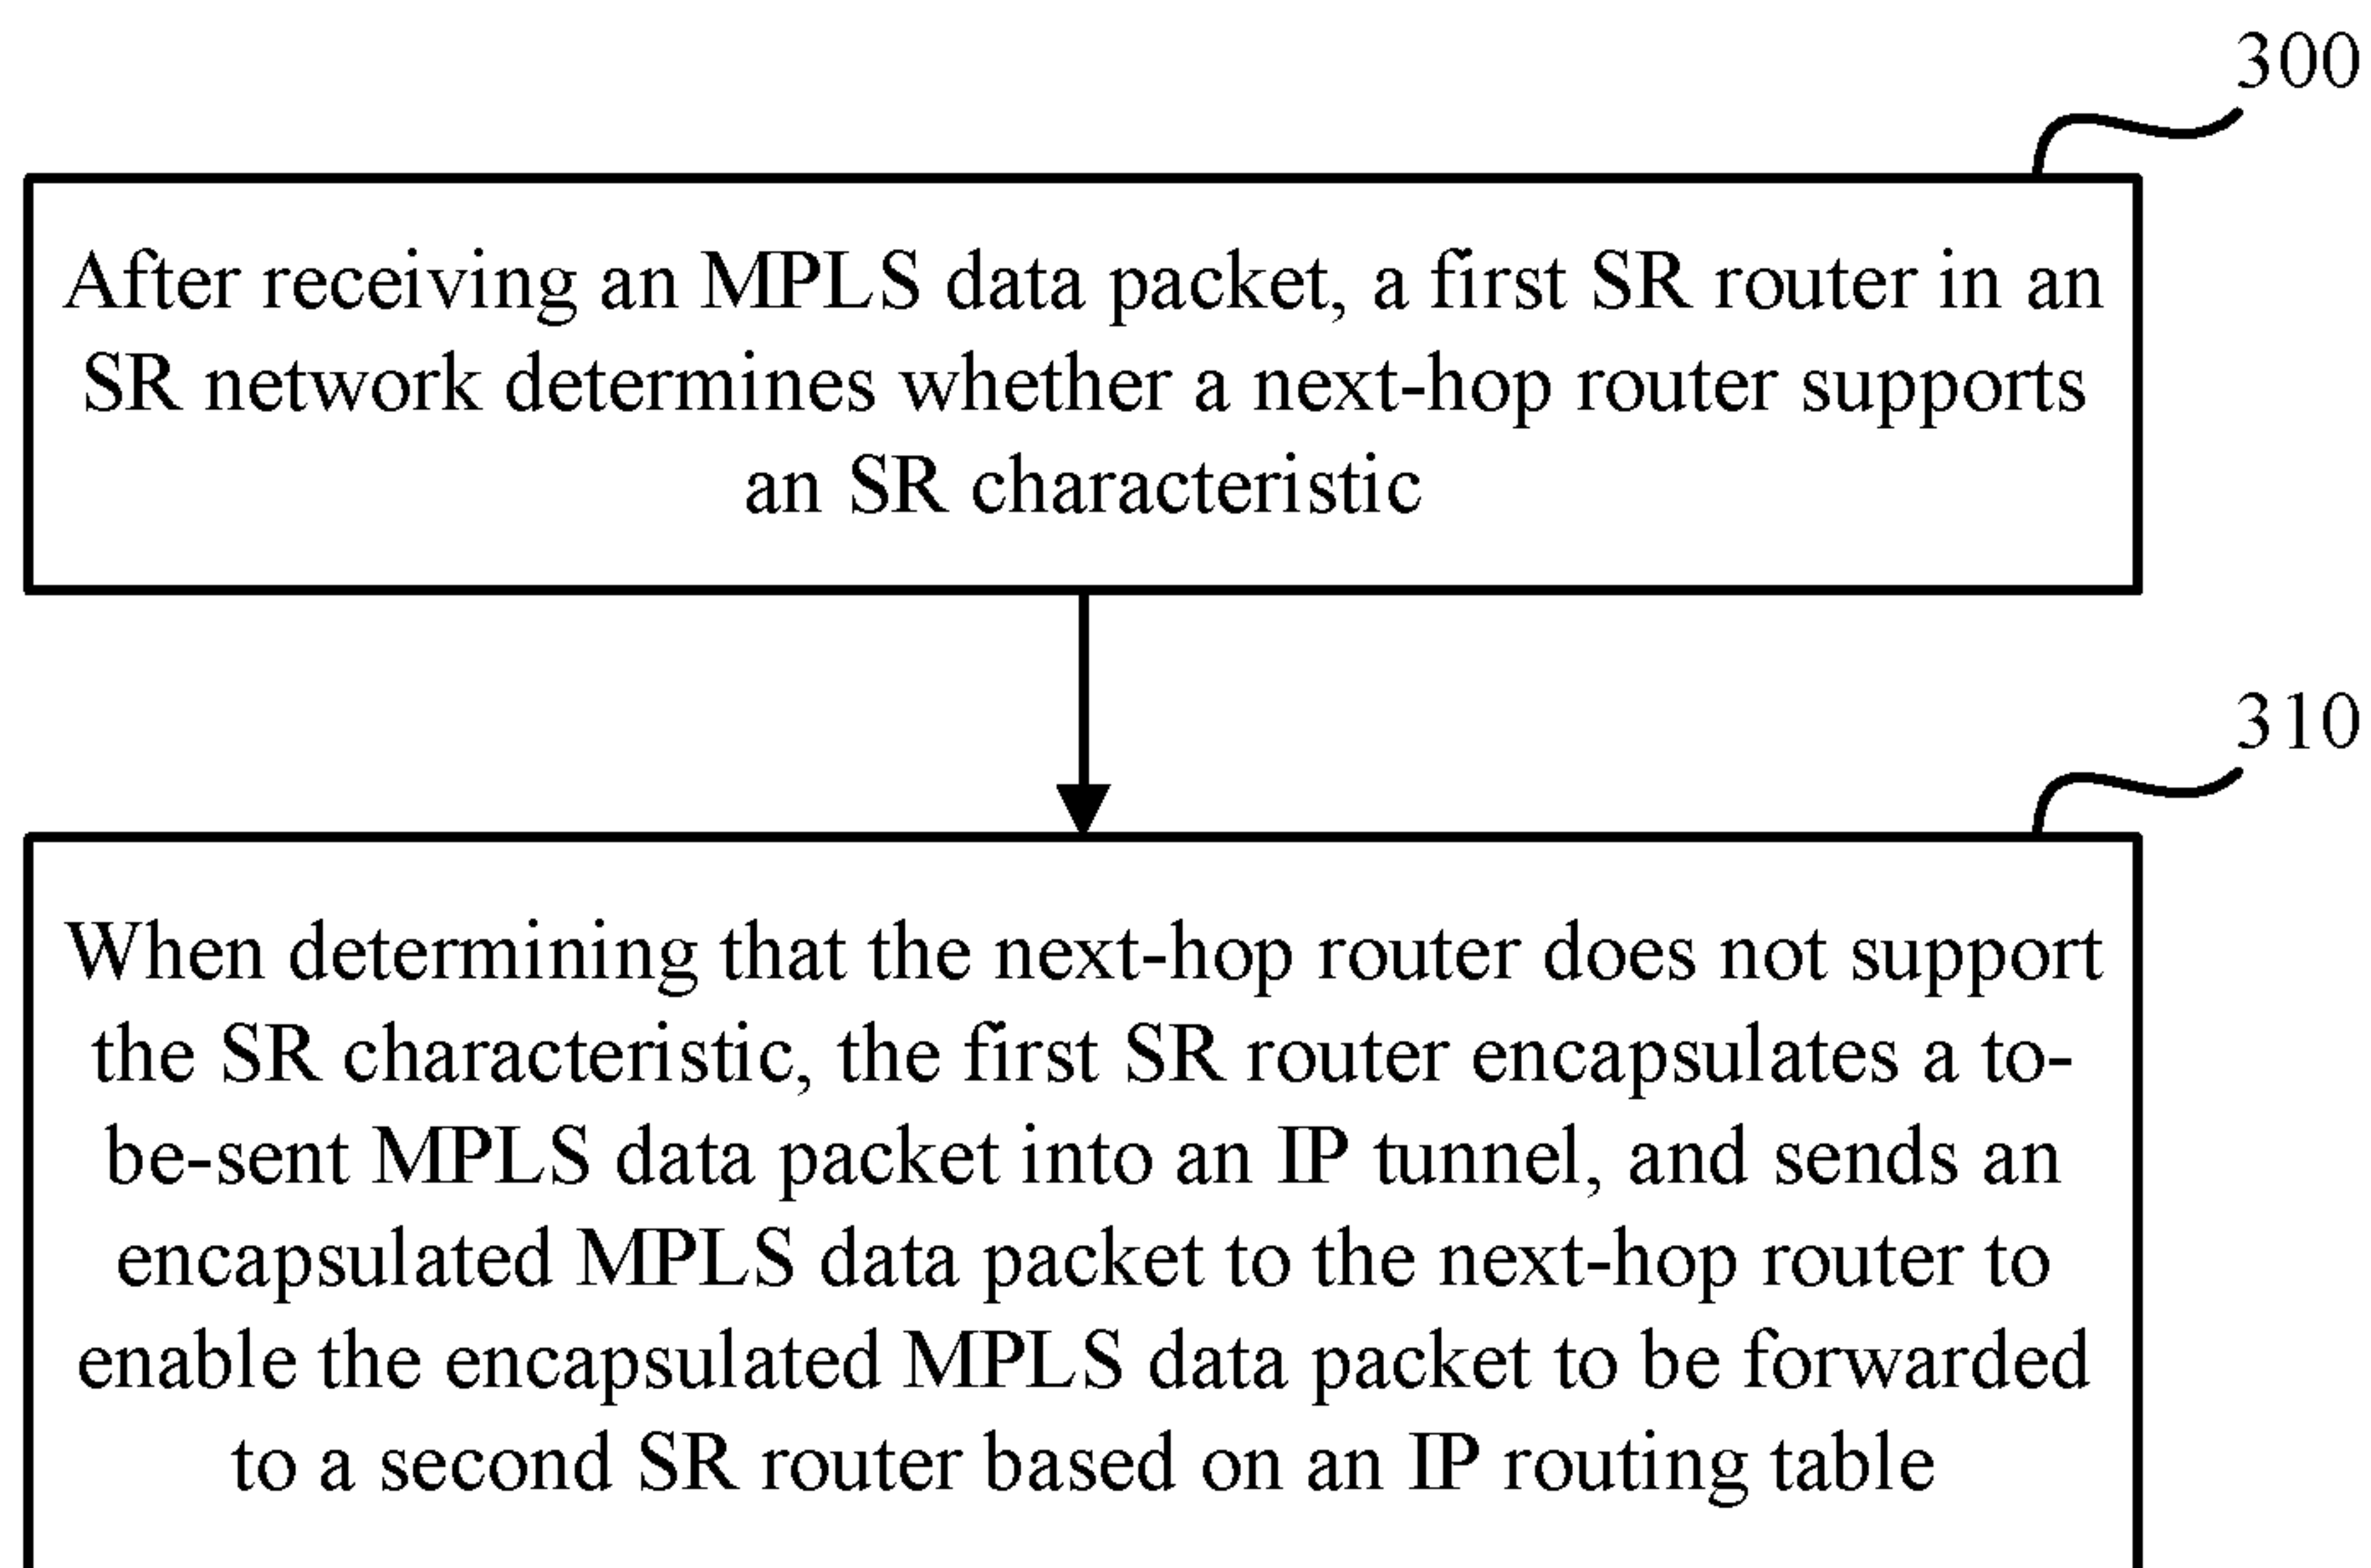 300
After receiving an MPLS data packet, a first SR router in an
SR network determines whether a next-hop router supports
an SR characteristic
310
When determining that the next-hop router does not support
the SR characteristic, the first SR router encapsulates a to-
be-sent MPLS data packet into an IP tunnel, and sends an
encapsulated MPLS data packet to the next-hop router to
enable the encapsulated MPLS data packet to be forwarded
to a second SR router based on an IP routing table